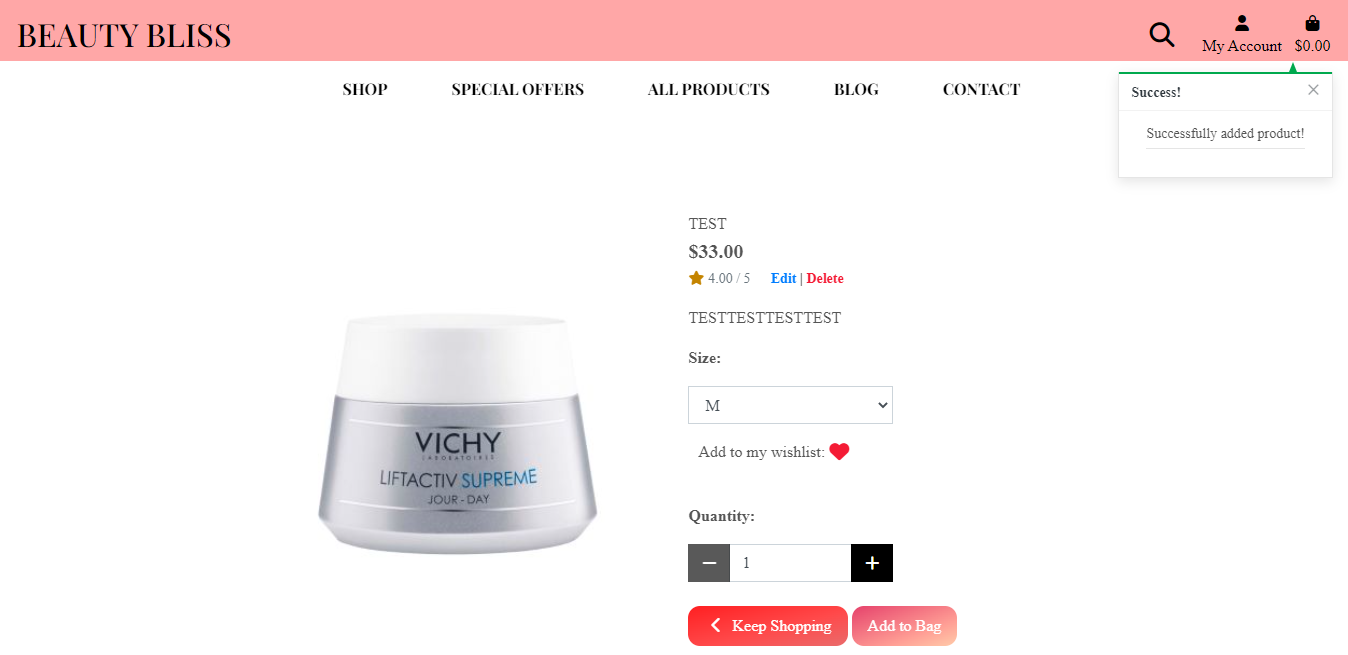 BEAUTY BLISS
My Account
$0.00
SHOP
SPECIAL OFFERS
ALL PRODUCTS
BLOG
CONTACT
Success!
Successfully added product!
TEST
$33.00
4.00 / 5
Edit | Delete
TESTTESTTESTTEST
Size:
M
Add to my wishlist:
VICHY
LABORATOIRES
LIFTACTIV SUPREME
JOUR - DAY
Quantity:
1
Keep Shopping
Add to Bag